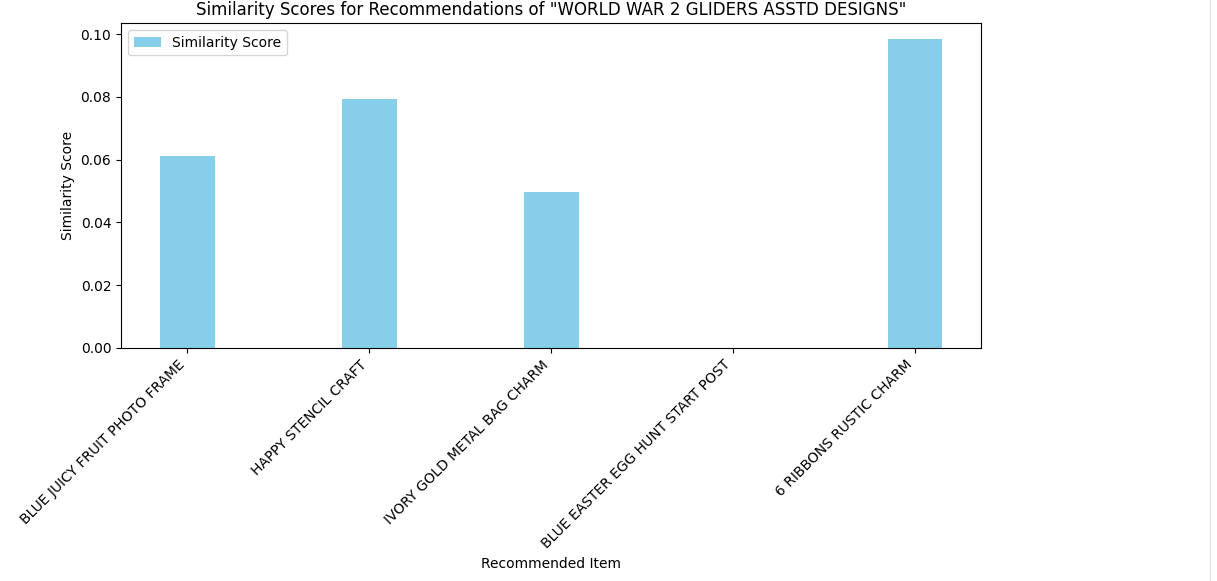 Similarity Scores for Recommendations of "WORLD WAR 2 GLIDERS ASSTD DESIGNS"
Similarity Score
0.10
0.08
0.06
0.04
0.02
0.00
Similarity Score
BLUE JUICY FRUIT PHOTO FRAME
HAPPY STENCIL CRAFT
IVORY GOLD METAL BAG CHARM
BLUE EASTER EGG HUNT START POST
6 RIBBONS RUSTIC CHARM
Recommended Item